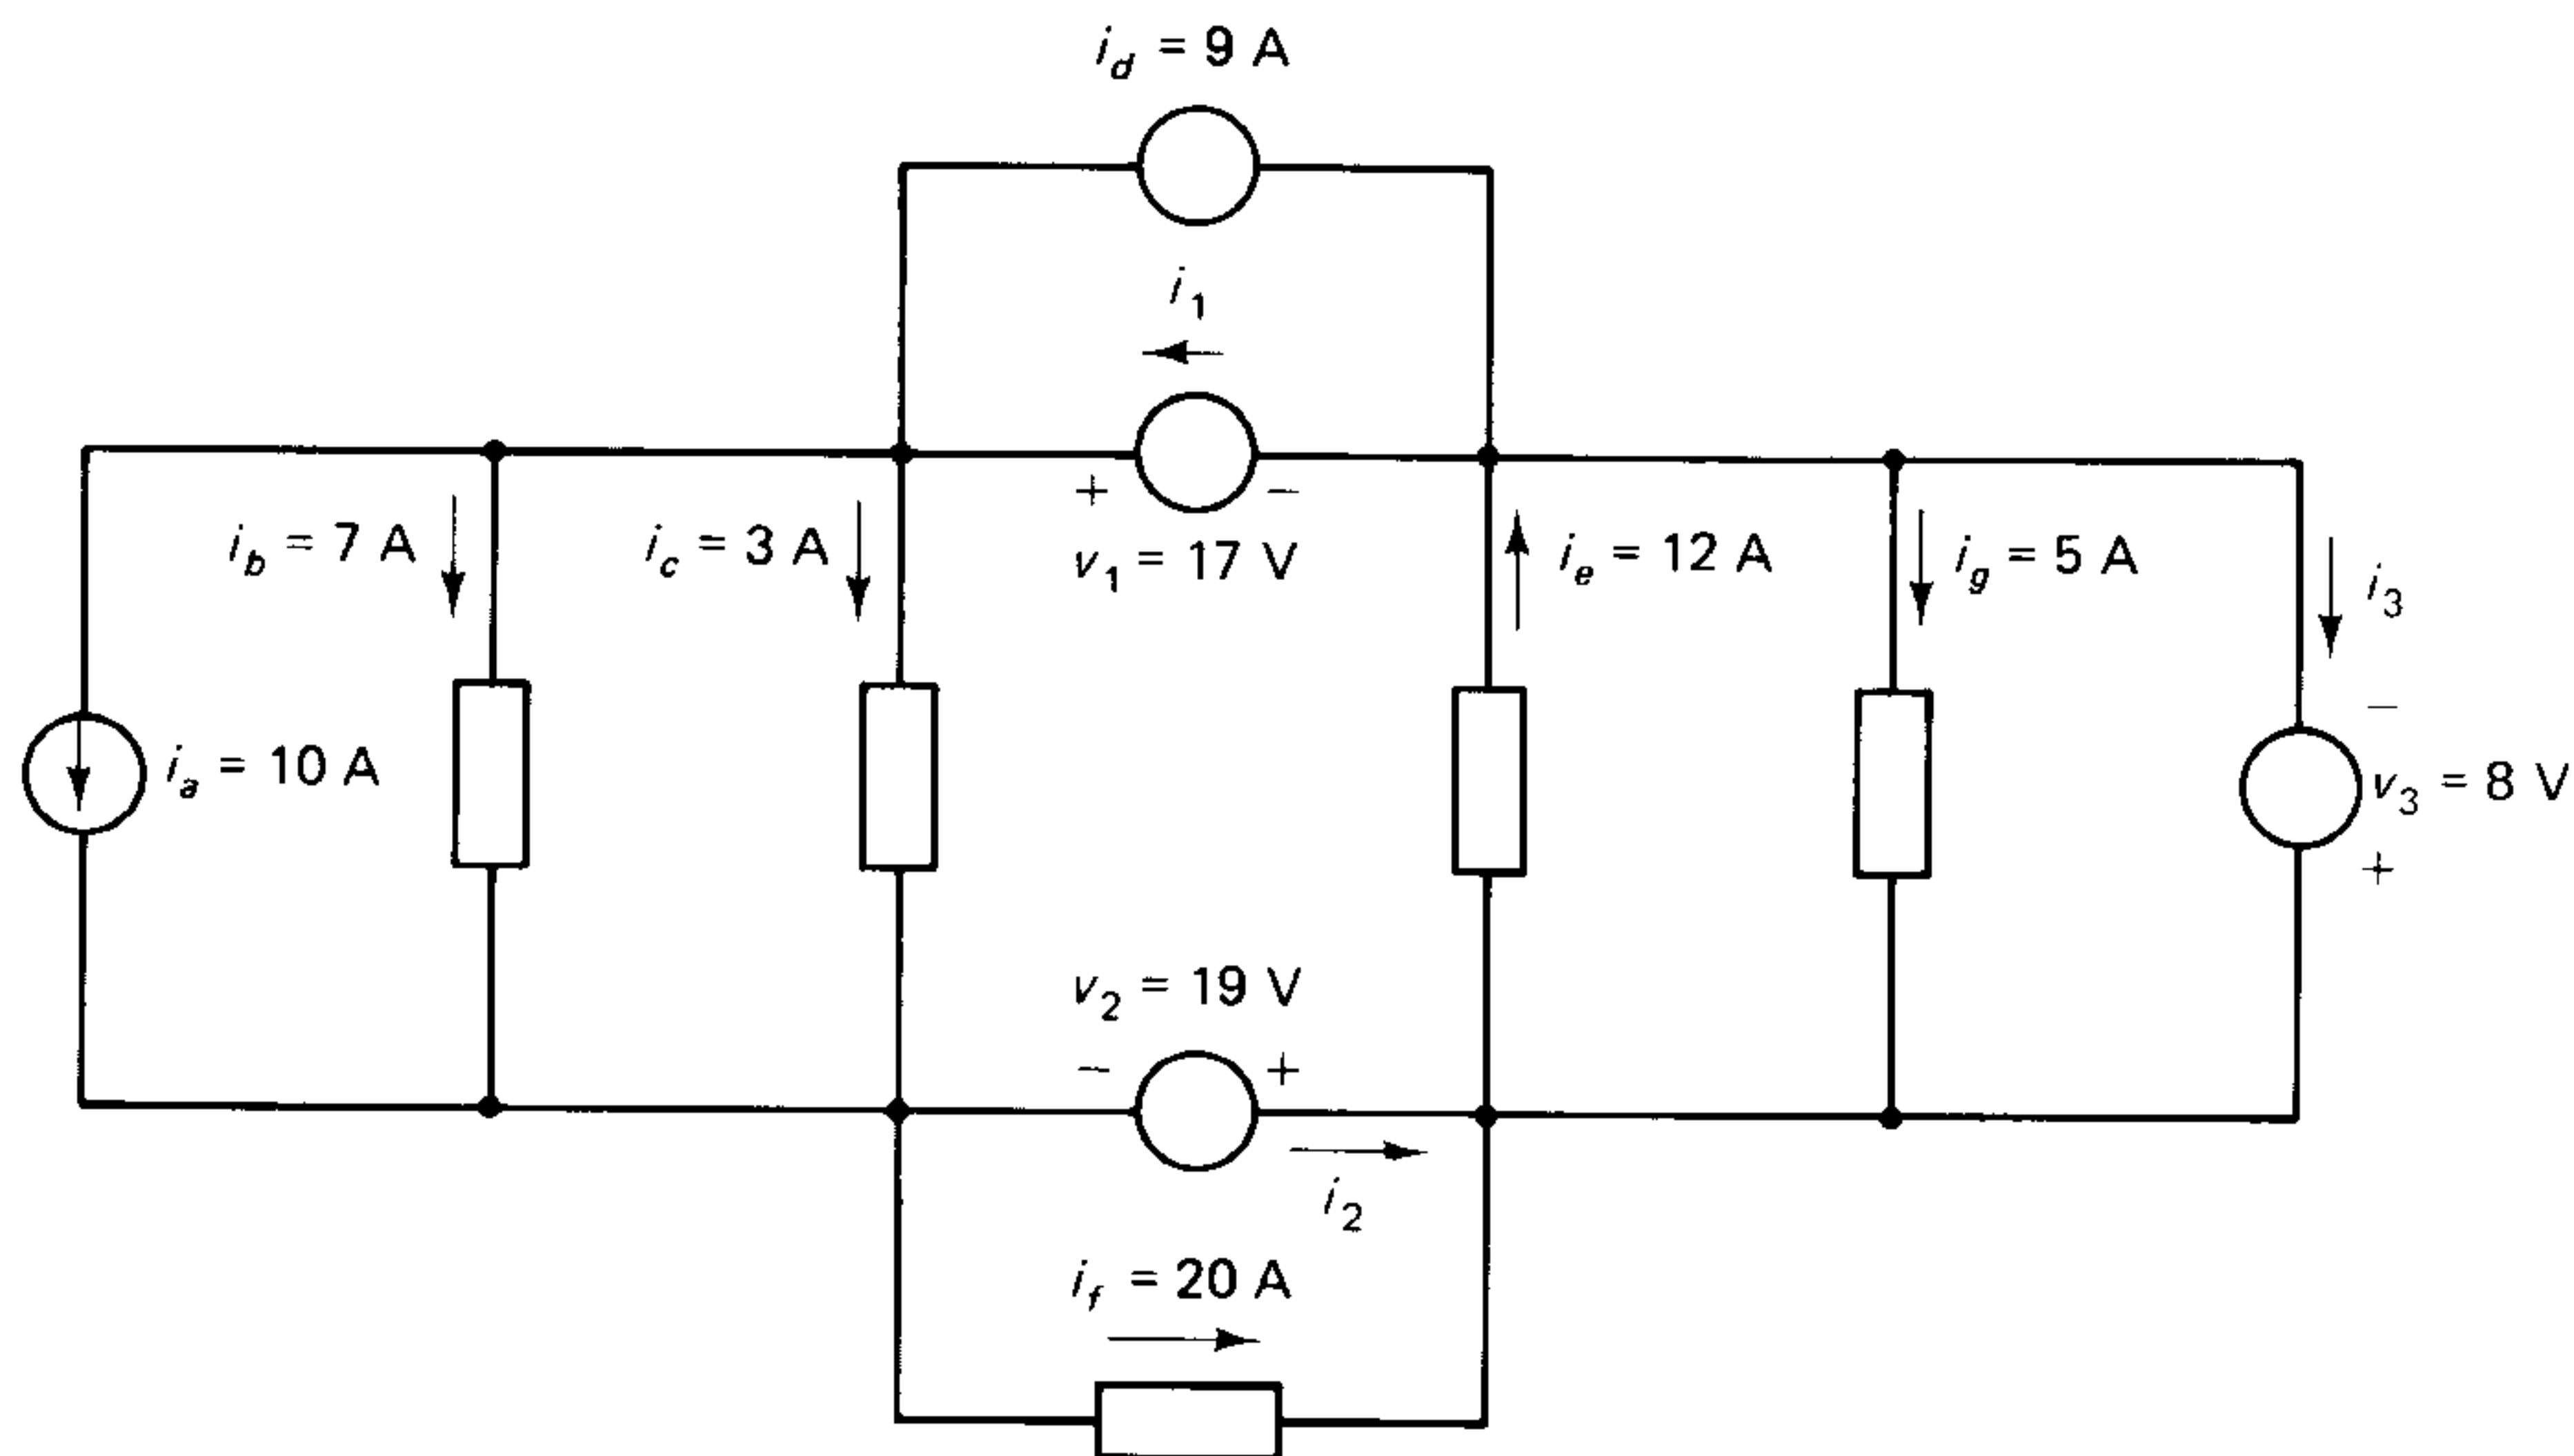 i_d = 9 A
i_1
+ −
v_1 = 17 V
i_b = 7 A
i_c = 3 A
i_e = 12 A
i_g = 5 A
i_3
i_a = 10 A
−
v_3 = 8 V
+
v_2 = 19 V
− +
i_2
i_f = 20 A